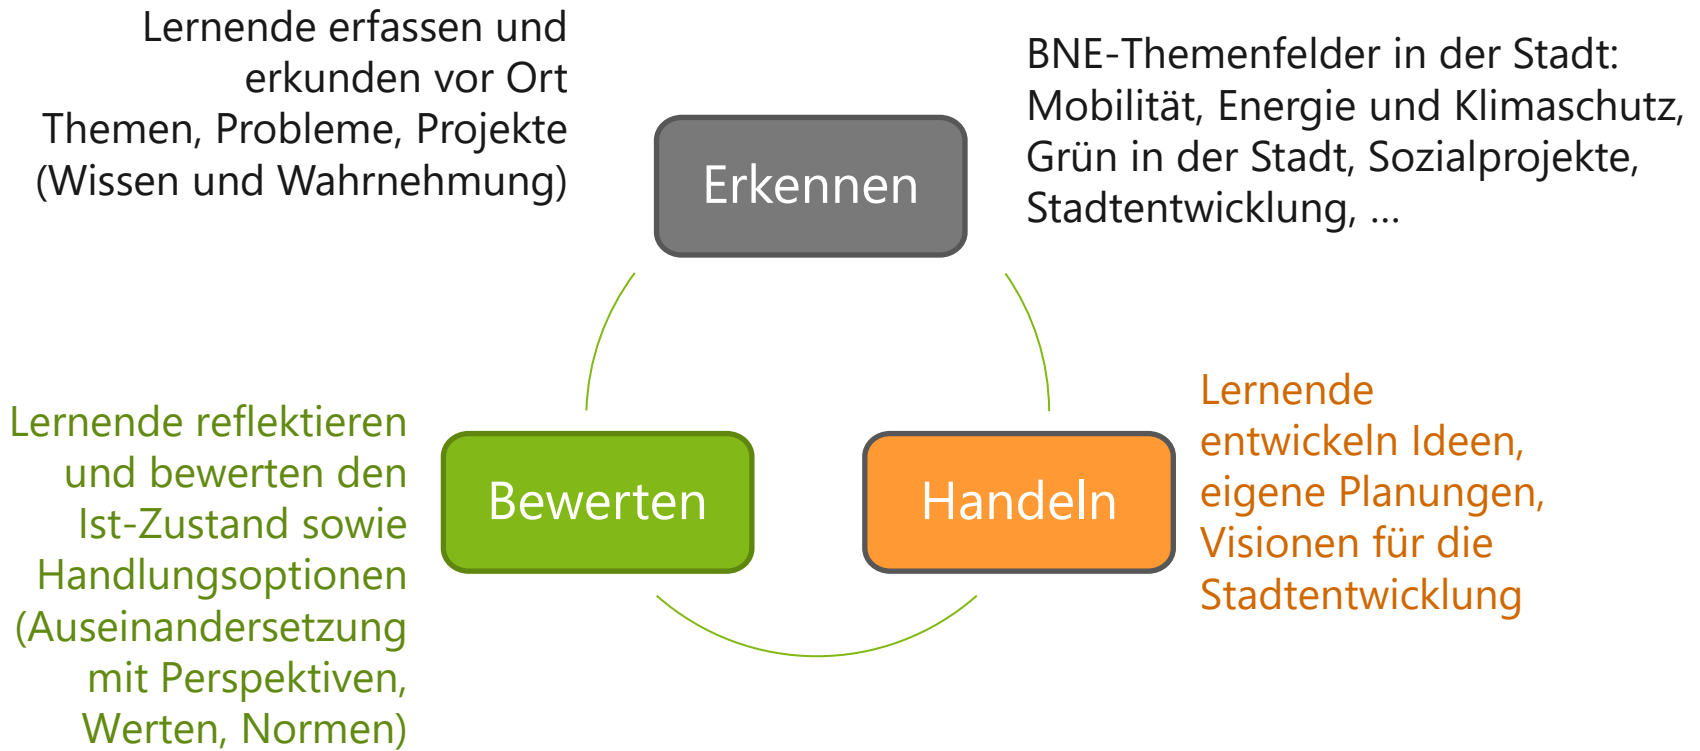 Lernende erfassen und
erkunden vor Ort
Themen, Probleme, Projekte
(Wissen und Wahrnehmung)
Erkennen
BNE-Themenfelder in der Stadt:
Mobilität, Energie und Klimaschutz,
Grün in der Stadt, Sozialprojekte,
Stadtentwicklung, …
Lernende reflektieren
und bewerten den
Ist-Zustand sowie
Handlungsoptionen
(Auseinandersetzung
mit Perspektiven,
Werten, Normen)
Bewerten
Handeln
Lernende
entwickeln Ideen,
eigene Planungen,
Visionen für die
Stadtentwicklung